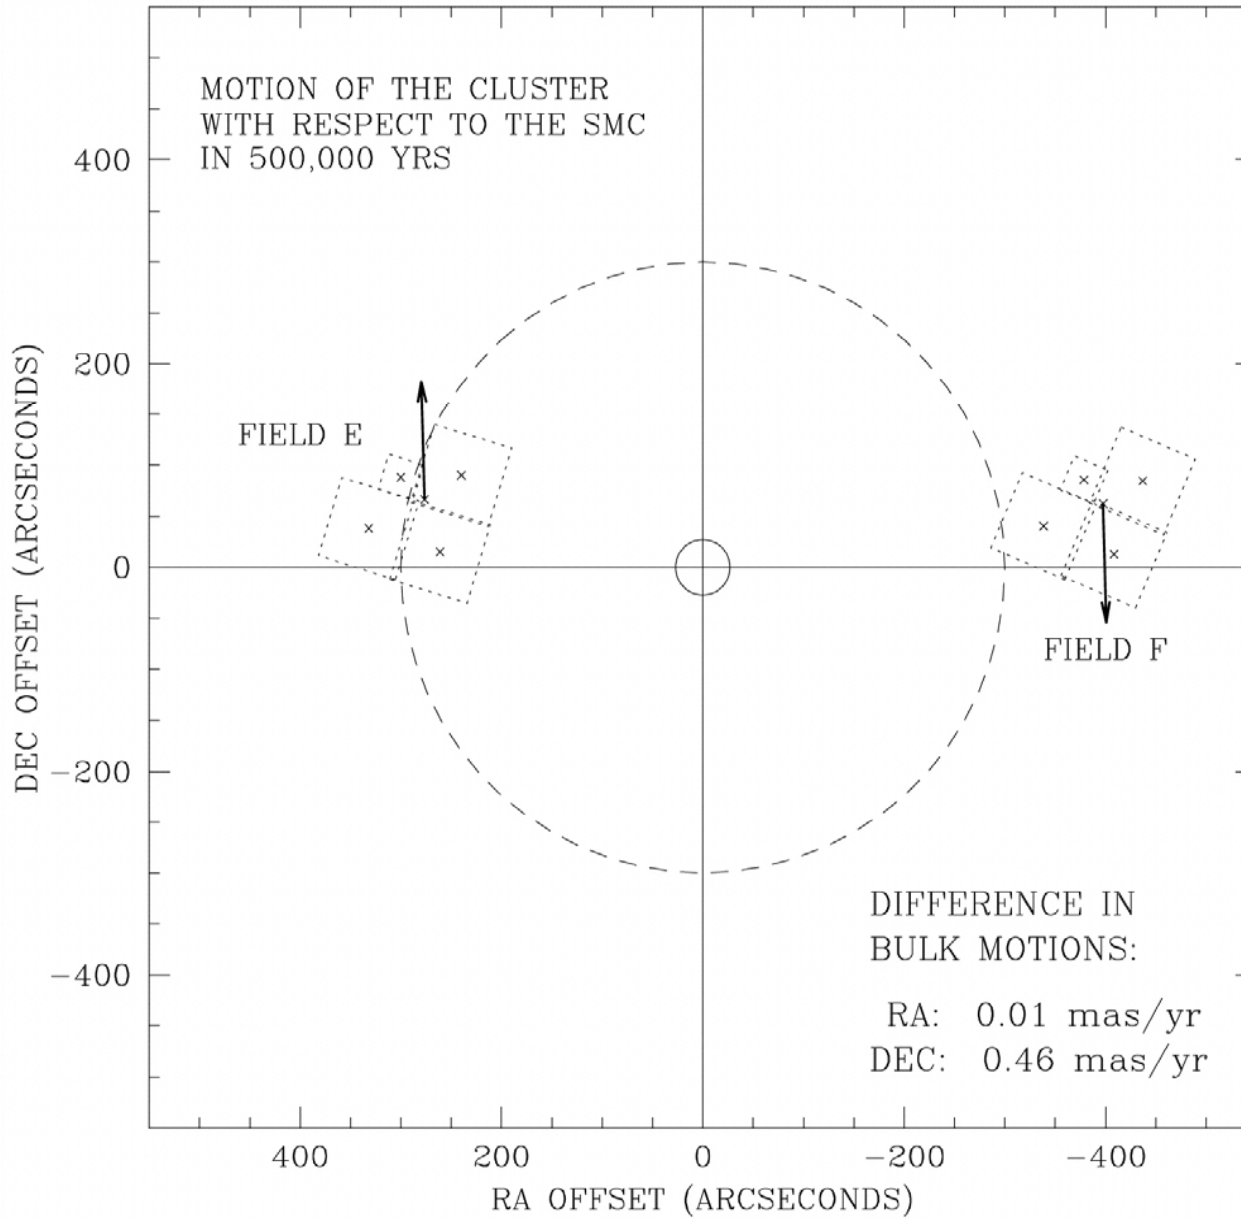 MOTION OF THE CLUSTER
WITH RESPECT TO THE SMC
IN 500,000 YRS
400
200
FIELD E
0
FIELD F
-200
-400
DEC OFFSET (ARCSECONDS)
DIFFERENCE IN
BULK MOTIONS:
RA: 0.01 mas/yr
DEC: 0.46 mas/yr
400 200 0 -200 -400
RA OFFSET (ARCSECONDS)